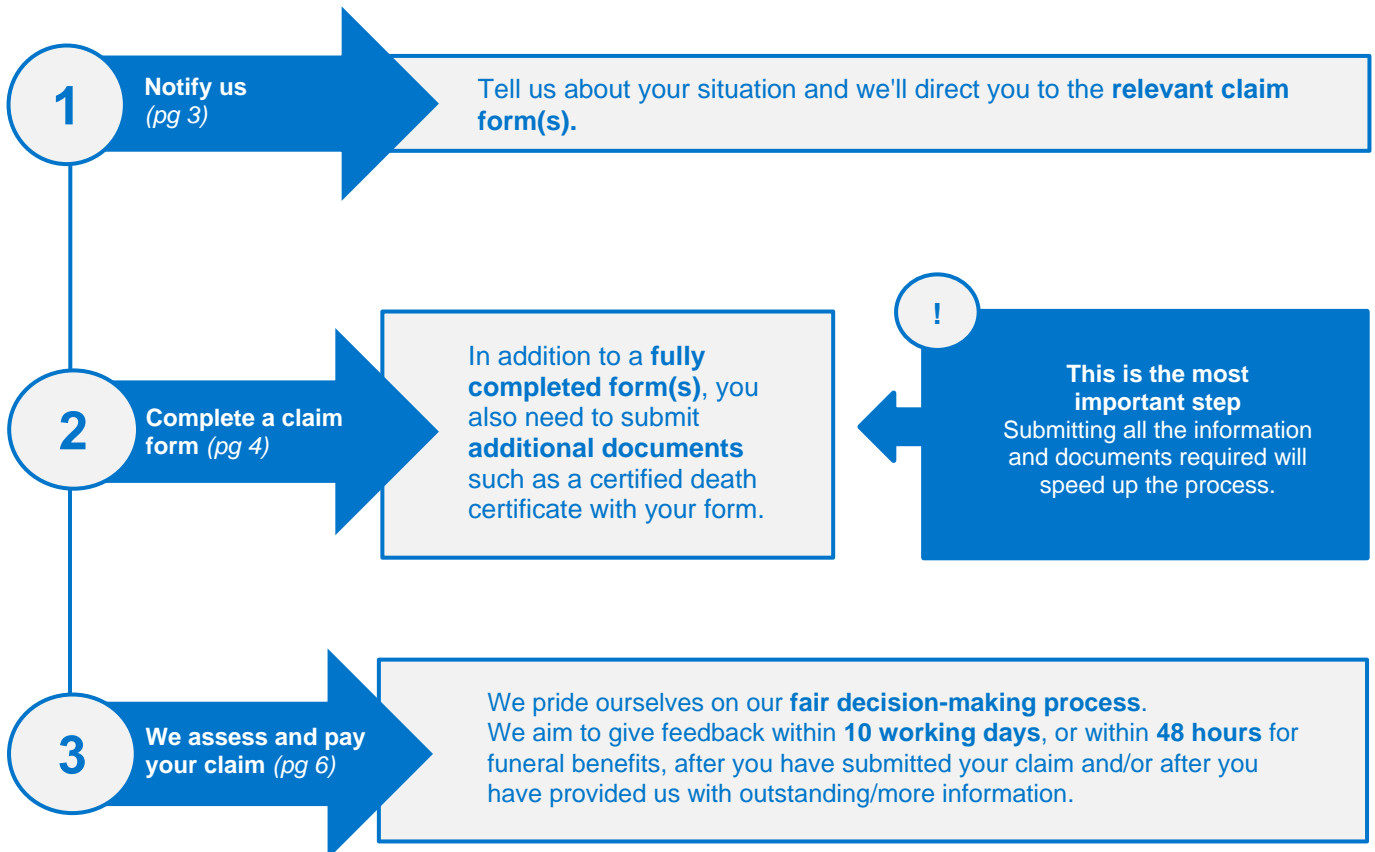 1
Notify us
(pg 3)
Tell us about your situation and we'll direct you to the relevant claim
form(s).
2
Complete a claim
form (pg 4)
In addition to a fully
completed form(s), you
also need to submit
additional documents
such as a certified death
certificate with your form.
!
This is the most
important step
Submitting all the information
and documents required will
speed up the process.
3
We assess and pay
your claim (pg 6)
We pride ourselves on our fair decision-making process.
We aim to give feedback within 10 working days, or within 48 hours for
funeral benefits, after you have submitted your claim and/or after you
have provided us with outstanding/more information.